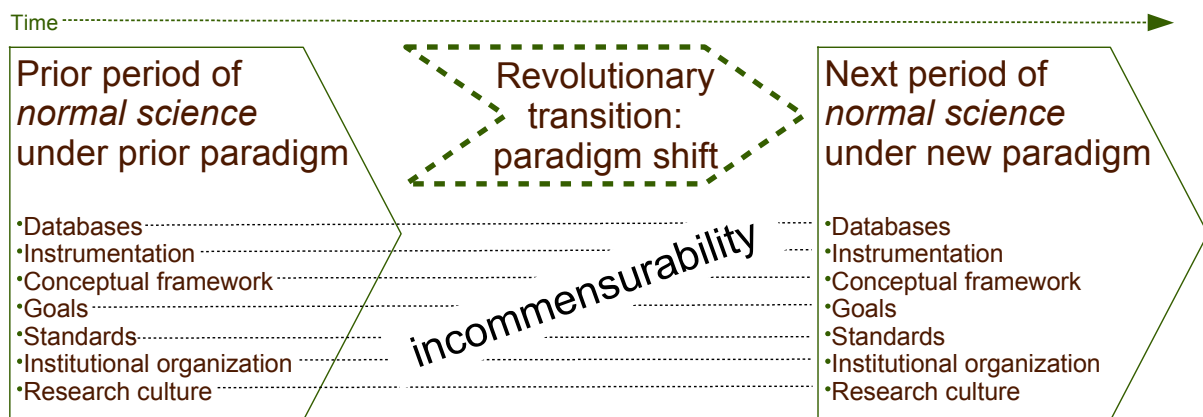 Time
Prior period of
normal science
under prior paradigm
•Databases
•Instrumentation
•Conceptual framework
•Goals
•Standards
•Institutional organization
•Research culture
Revolutionary
transition:
paradigm shift
incommensurability
Next period of
normal science
under new paradigm
•Databases
•Instrumentation
•Conceptual framework
•Goals
•Standards
•Institutional organization
•Research culture